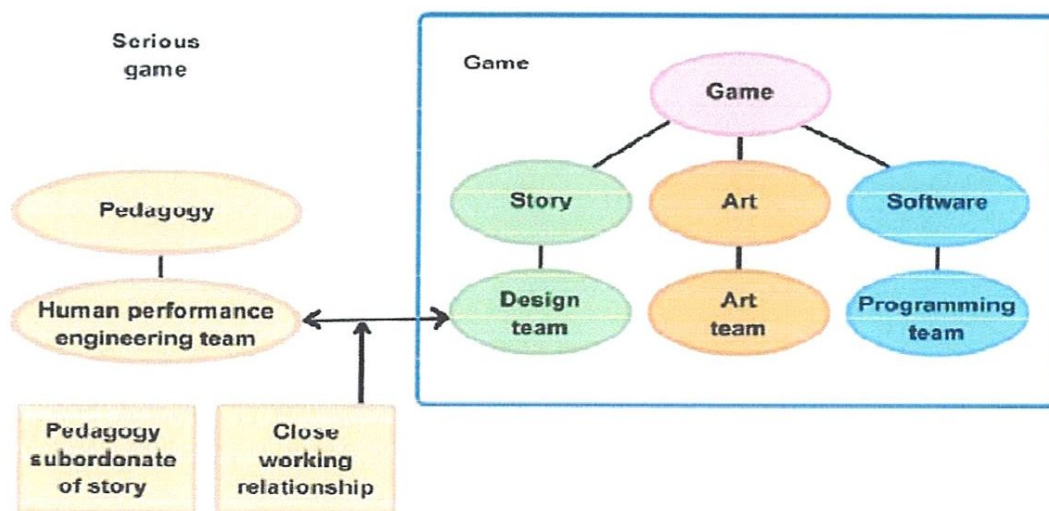 Serious
game
Game
Game
Story
Art
Software
Pedagogy
Human performance
engineering team
Design
team
Art
team
Programming
team
Pedagogy
subordonate
of story
Close
working
relationship